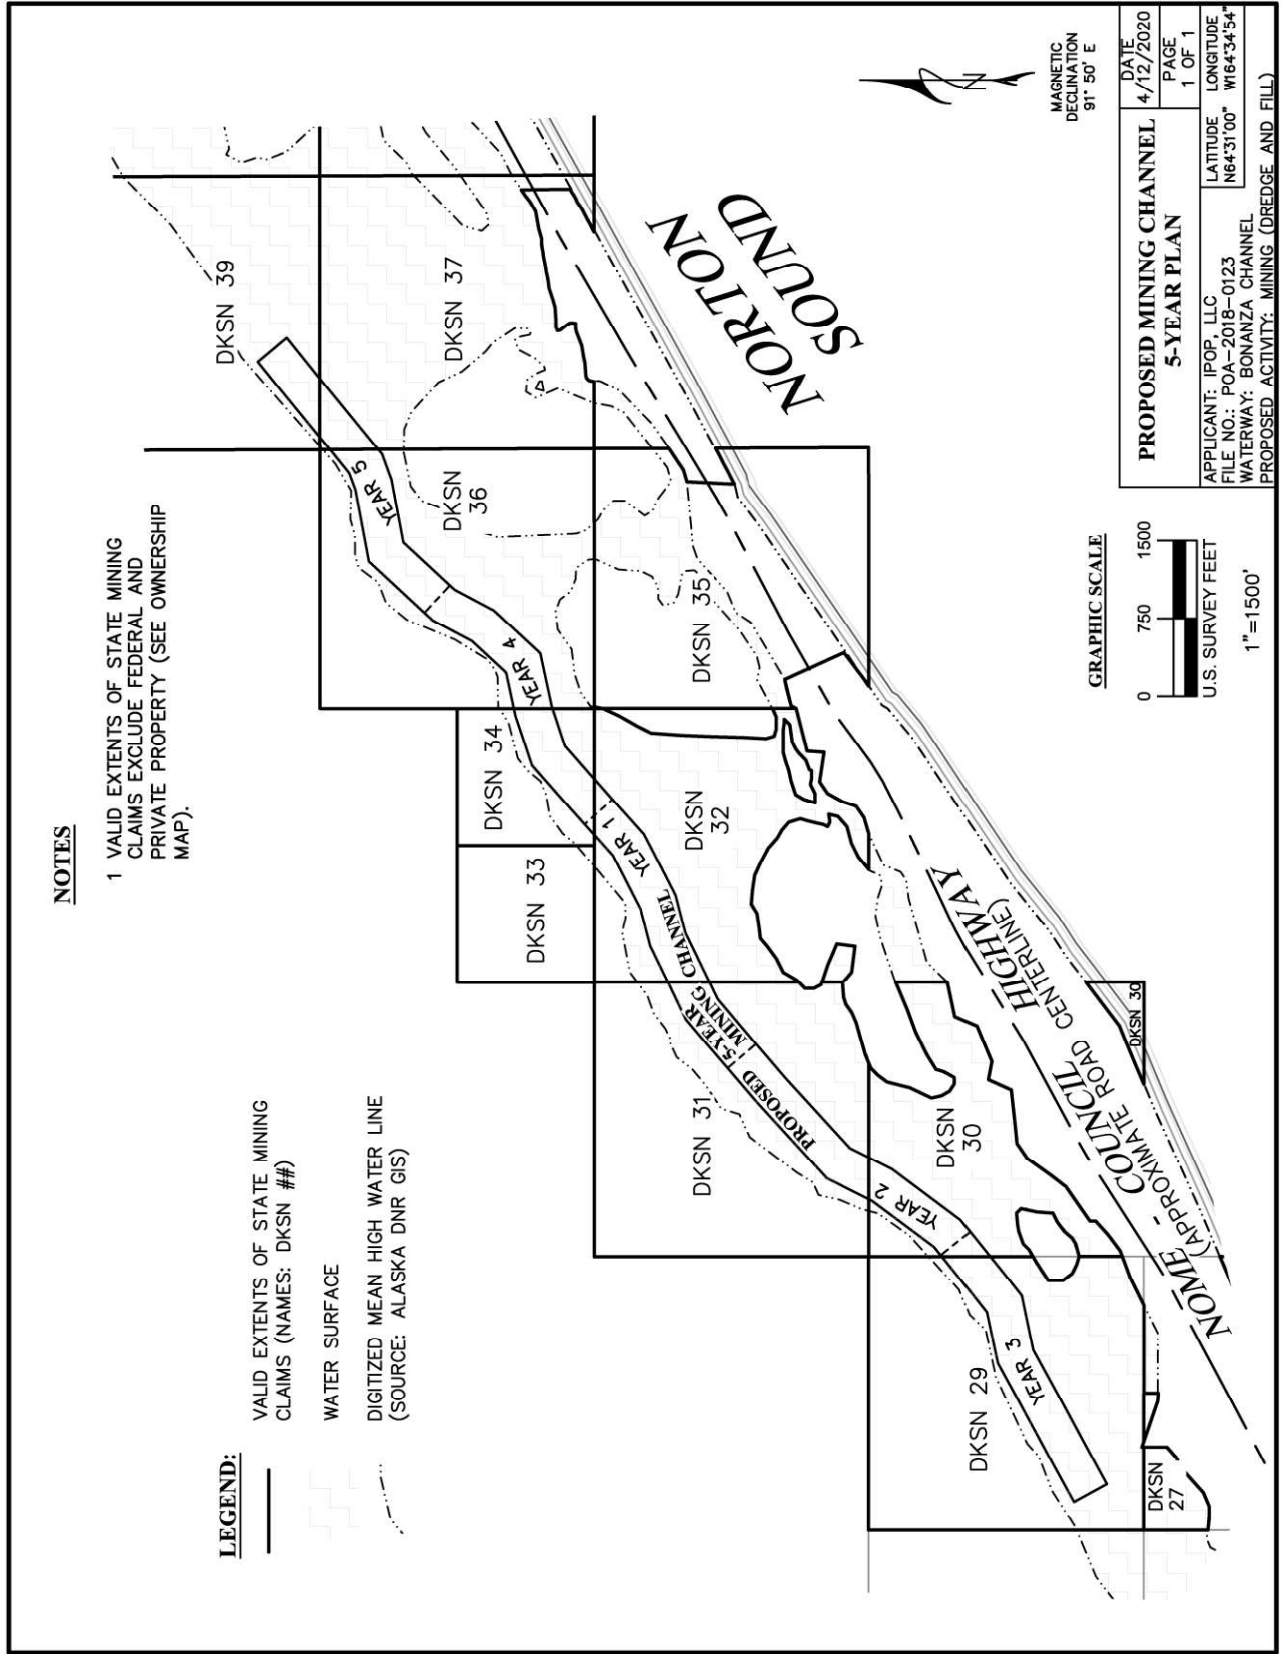 NOTES
1 VALID EXTENTS OF STATE MINING
CLAIMS EXCLUDE FEDERAL AND
PRIVATE PROPERTY (SEE OWNERSHIP
MAP).
LEGEND:
VALID EXTENTS OF STATE MINING
CLAIMS (NAMES: DKSN ##)
WATER SURFACE
DIGITIZED MEAN HIGH WATER LINE
(SOURCE: ALASKA DNR GIS)
DKSN 39
DKSN 37
YEAR 5
DKSN
36
DKSN 35
YEAR 4
DKSN 34
DKSN 33
YEAR 1
DKSN
32
PROPOSED 5-YEAR
MINING CHANNEL
DKSN 31
DKSN
30
YEAR 2
DKSN 29
YEAR 3
DKSN
27
DKSN 30
NORTON
SOUND
NOME - COUNCIL HIGHWAY
(APPROXIMATE ROAD CENTERLINE)
N
MAGNETIC
DECLINATION
91° 50' E
GRAPHIC SCALE
0 750 1500
U.S. SURVEY FEET
1"=1500'
PROPOSED MINING CHANNEL
5-YEAR PLAN
DATE
4/12/2020
PAGE
1 OF 1
APPLICANT: IPOP, LLC
FILE NO.: POA-2018-0123
WATERWAY: BONANZA CHANNEL
PROPOSED ACTIVITY: MINING (DREDGE AND FILL)
LATITUDE
N64°31'00"
LONGITUDE
W164°34'54"